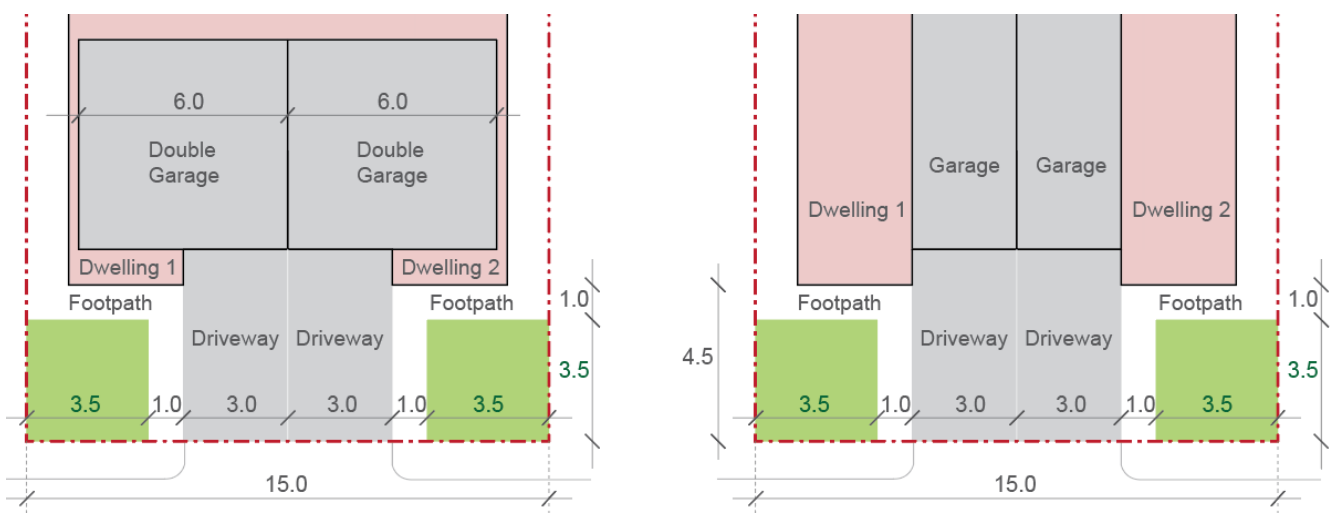 6.0
6.0
Double
Garage
Double
Garage
Dwelling 1
Dwelling 2
Footpath
Footpath
1.0
Driveway
Driveway
3.5
3.5
1.0
3.0
3.0
1.0
3.5
15.0
Garage
Garage
Dwelling 1
Dwelling 2
Footpath
Footpath
1.0
Driveway
Driveway
4.5
3.5
3.5
1.0
3.0
3.0
1.0
3.5
15.0